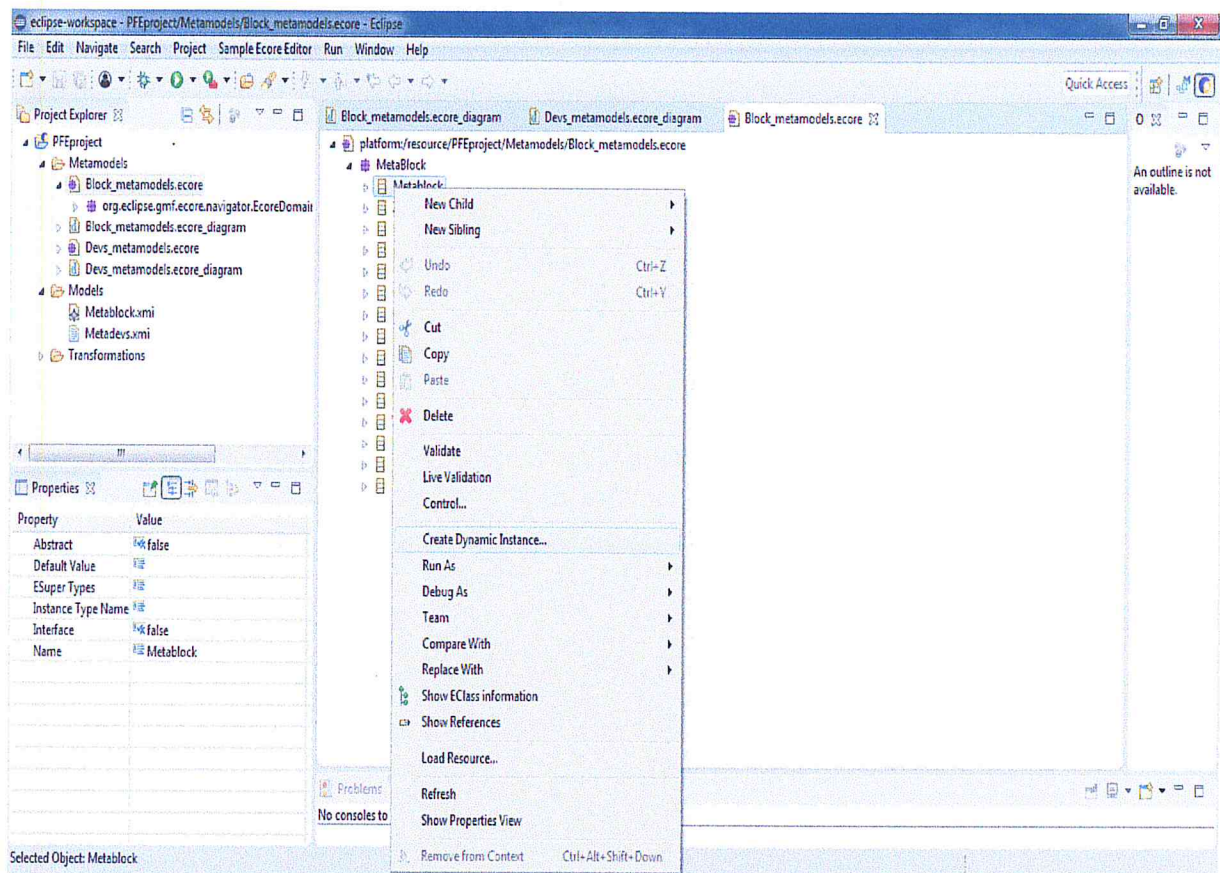 eclipse-workspace - PFEproject/Metamodels/Block_metamodels.ecore - Eclipse
File Edit Navigate Search Project Sample Ecore Editor Run Window Help
Quick Access
Project Explorer
PFEproject
Metamodels
Block_metamodels.ecore
org.eclipse.gmf.ecore.navigator.EcoreDomain
Block_metamodels.ecore_diagram
Devs_metamodels.ecore
Devs_metamodels.ecore_diagram
Models
Metablock.xmi
Metadevs.xmi
Transformations
Properties
Property Value
Abstract false
Default Value
ESuper Types
Instance Type Name
Interface false
Name Metablock
Block_metamodels.ecore_diagram Devs_metamodels.ecore_diagram Block_metamodels.ecore
platform:/resource/PFEproject/Metamodels/Block_metamodels.ecore
MetaBlock
Metablock
New Child
New Sibling
Undo Ctrl+Z
Redo Ctrl+Y
Cut
Copy
Paste
Delete
Validate
Live Validation
Control...
Create Dynamic Instance...
Run As
Debug As
Team
Compare With
Replace With
Show EClass information
Show References
Load Resource...
Refresh
Show Properties View
Remove from Context Ctrl+Alt+Shift+Down
Problems
No consoles to
O
An outline is not
available.
Selected Object: Metablock